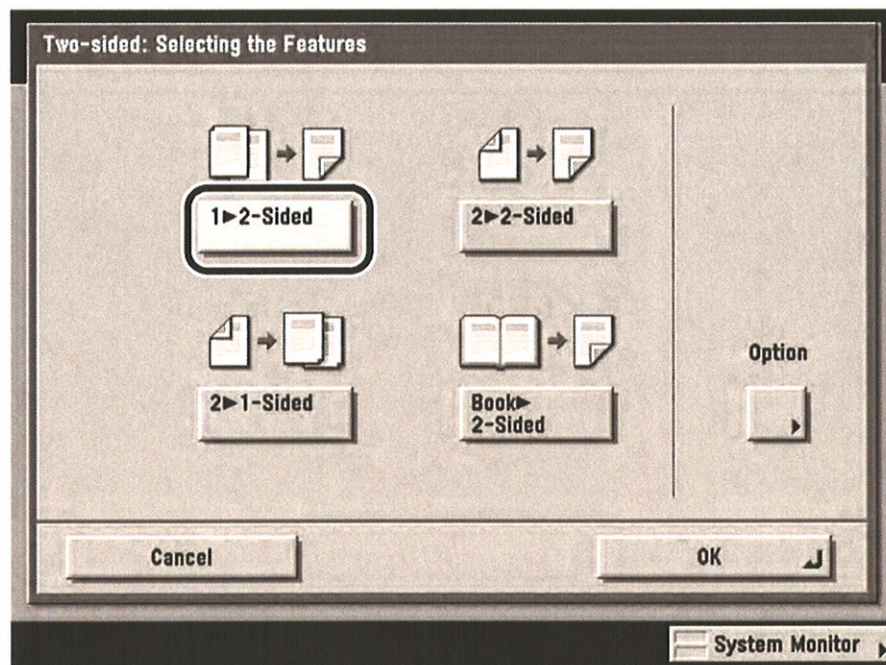 Two-sided: Selecting the Features
1►2-Sided
2►2-Sided
2►1-Sided
Book►
2-Sided
Option
Cancel
OK
System Monitor